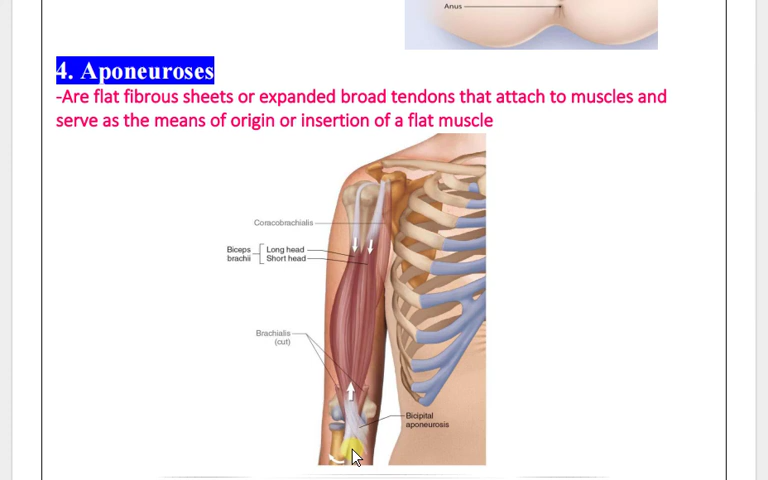 Anus
4. Aponeuroses
-Are flat fibrous sheets or expanded broad tendons that attach to muscles and
serve as the means of origin or insertion of a flat muscle
Coracobrachialis
Biceps
brachii
Long head
Short head
Brachialis
(cut)
Bicipital
aponeurosis